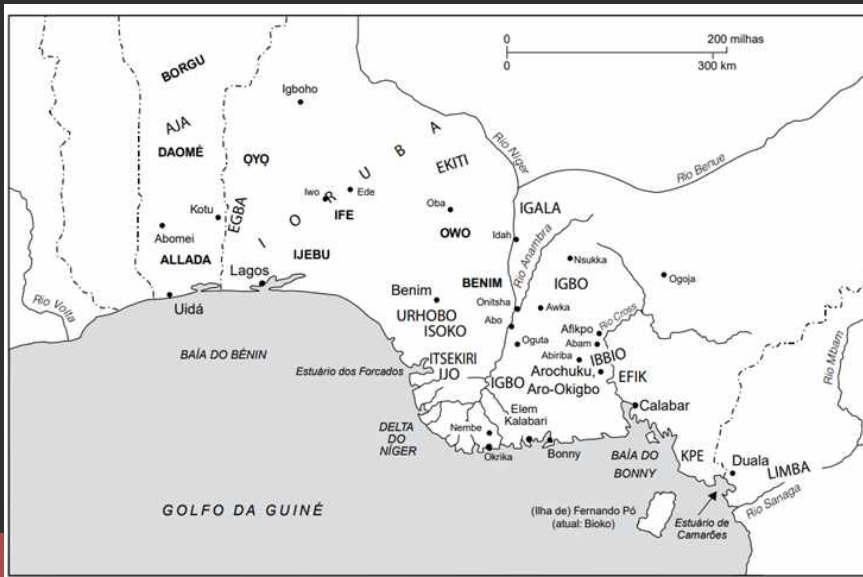 0 200 milhas
0 300 km
BORGU
Igboho
AJA
DAOMÉ
ỌYỌ
IORUBA
EKITI
Rio Níger
Rio Benue
Iwo
Ede
IFE
Oba
IGALA
Kotu
EGBA
Abomei
OWO
Idah
Rio Anambra
ALLADA
IJEBU
Nsukka
Lagos
BENIM
IGBO
Ogoja
Rio Volta
Uidá
Benim
Onitsha
Awka
URHOBO
ISOKO
Abo
Afikpo
Rio Cross
Oguta
Abam
BAÍA DO BÉNIN
ITSEKIRI
IJO
Abiriba
IBBIO
Estuário dos Forcados
Arochuku,
Aro-Okigbo
EFIK
Rio Mbam
IGBO
Elem
Kalabari
Calabar
DELTA
DO
NÍGER
Nembe
Okrika
Bonny
BAÍA DO
BONNY
KPE
Duala
LIMBA
GOLFO DA GUINÉ
(Ilha de) Fernando Pó
(atual: Bioko)
Estuário de
Camarões
Rio Sanaga